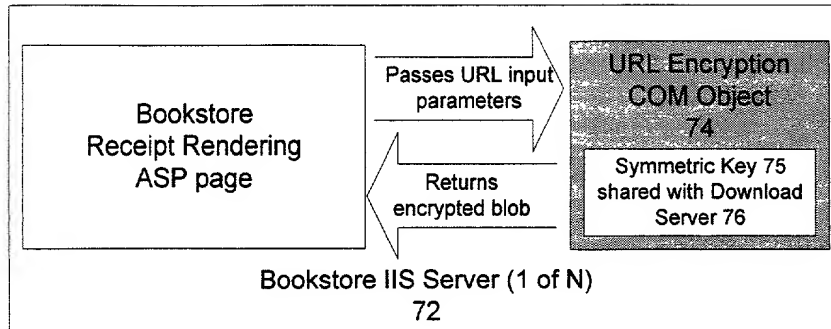 Bookstore
Receipt Rendering
ASP page
Passes URL input
parameters
Returns
encrypted blob
URL Encryption
COM Object
74
Symmetric Key 75
shared with Download
Server 76
Bookstore IIS Server (1 of N)
72